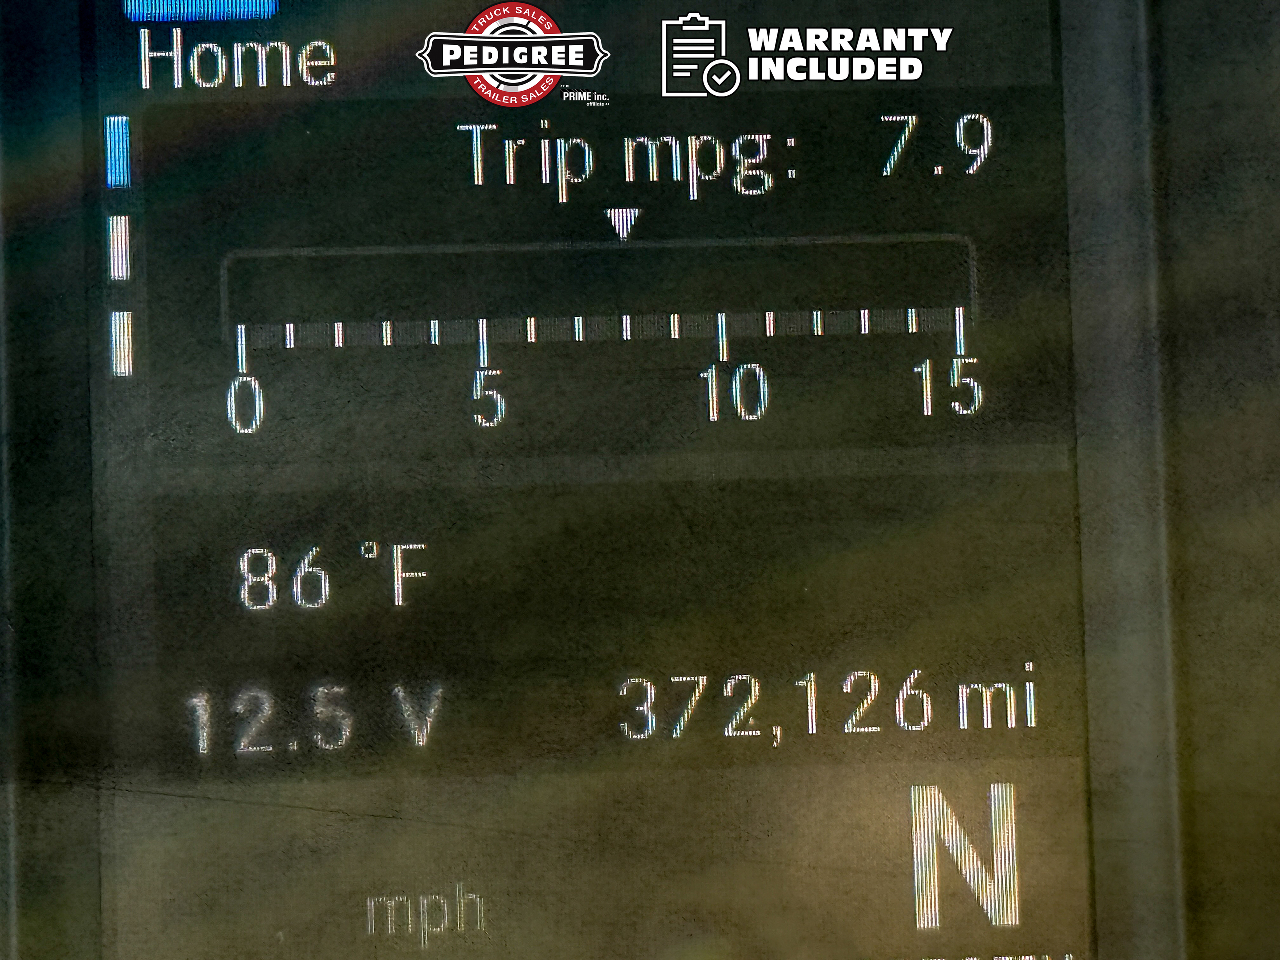 Home
TRUCK SALES
PEDIGREE
TRAILER SALES
PRIME inc.
WARRANTY
INCLUDED
Trip mpg: 7.9
0 5 10 15
86 °F
12.5 V 372,126 mi
N
mph